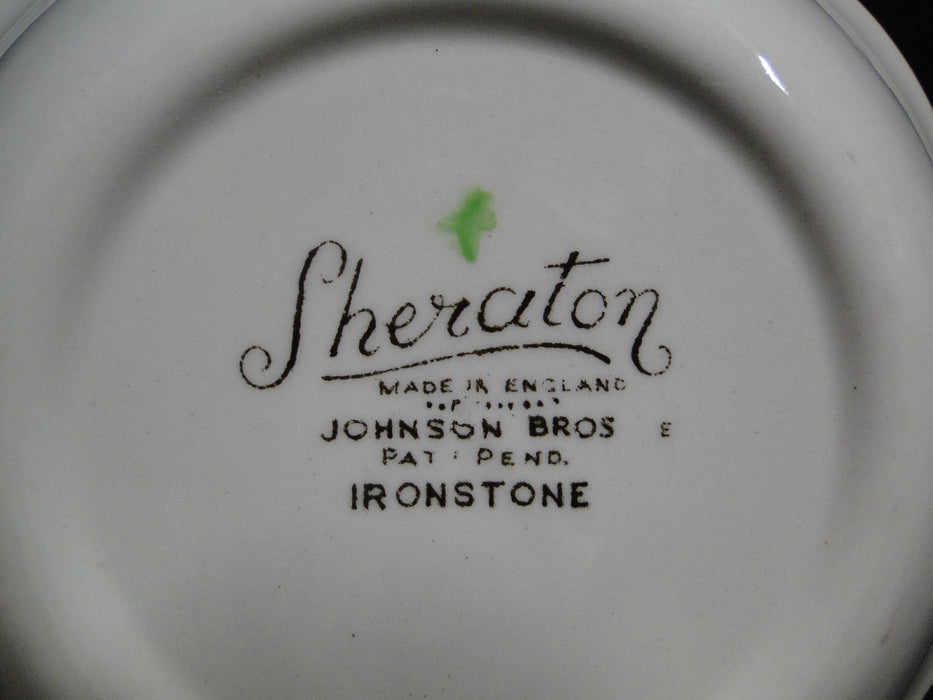 Sheraton
MADE IN ENGLAND
JOHNSON BROS E
PAT. PEND.
IRONSTONE